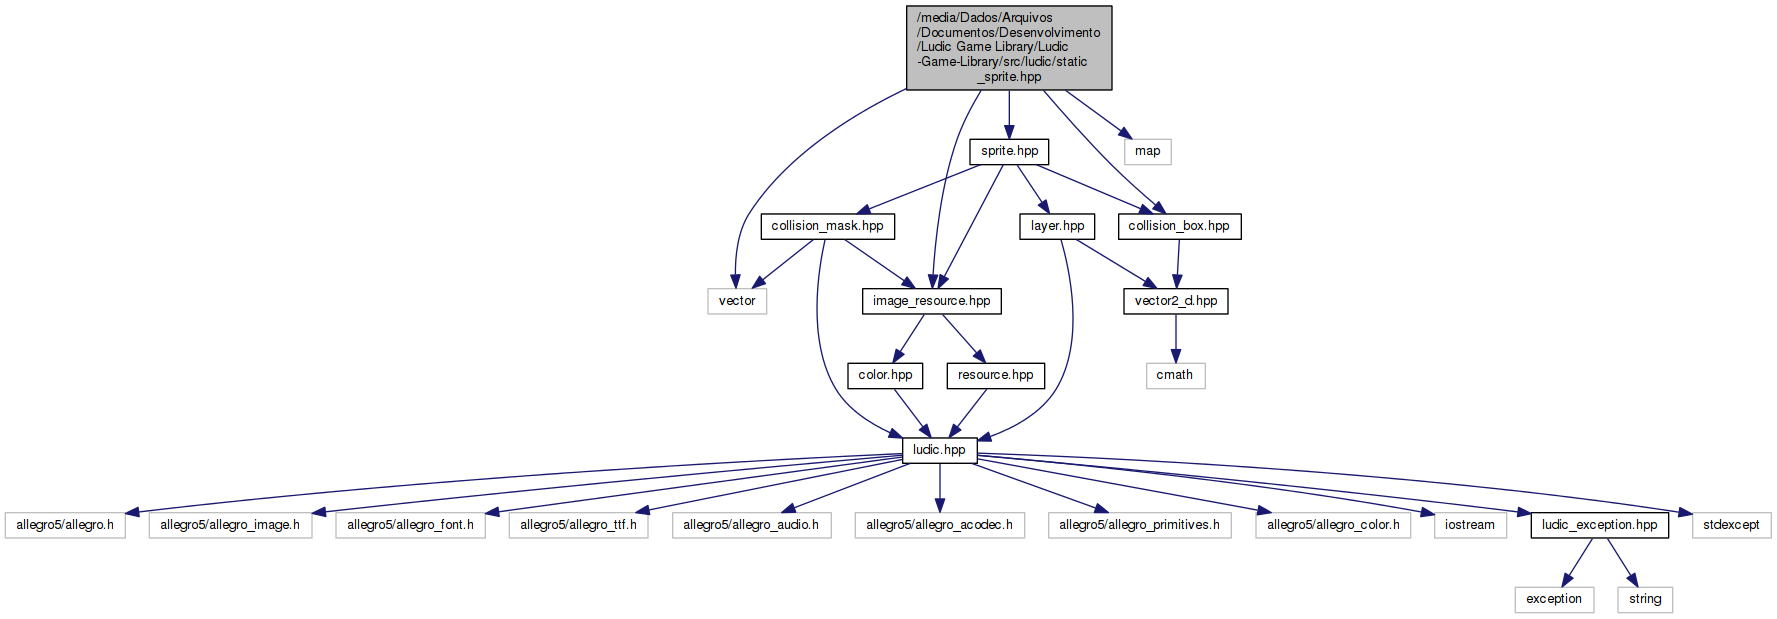 /media/Dados/Arquivos
/Documentos/Desenvolvimento
/Ludic Game Library/Ludic
-Game-Library/src/ludic/static
_sprite.hpp
sprite.hpp
map
collision_mask.hpp
layer.hpp
collision_box.hpp
vector
image_resource.hpp
vector2_d.hpp
color.hpp
resource.hpp
cmath
ludic.hpp
allegro5/allegro.h
allegro5/allegro_image.h
allegro5/allegro_font.h
allegro5/allegro_ttf.h
allegro5/allegro_audio.h
allegro5/allegro_acodec.h
allegro5/allegro_primitives.h
allegro5/allegro_color.h
iostream
ludic_exception.hpp
stdexcept
exception
string